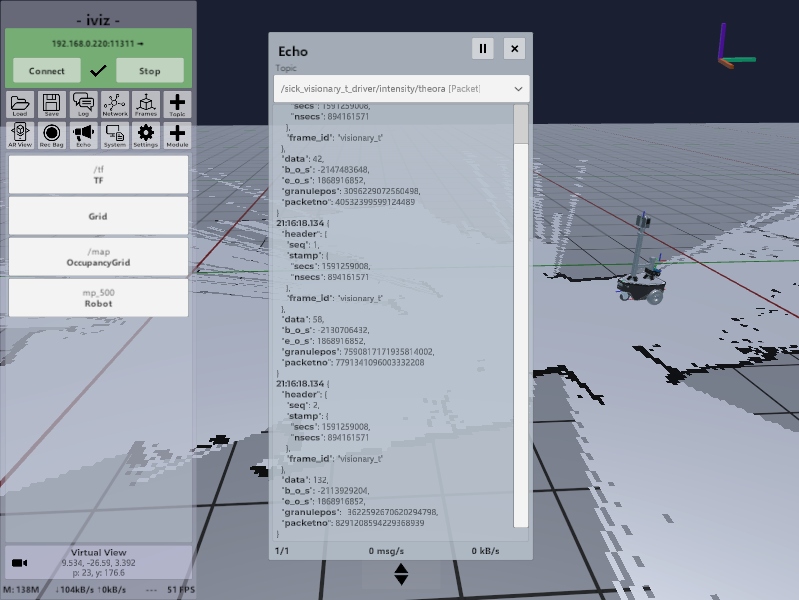 - iviz -
192.168.0.220:11311 →
Connect
Stop
Load
Save
Log
Network
Frames
Topic
AR View
Rec Bag
Echo
System
Settings
Module
/tf
TF
Grid
/map
OccupancyGrid
mp_500
Robot
Virtual View
9.534, -26.59, 3.392
p: 23, y: 176.6
M: 138M ↓104kB/s ↑0kB/s --- 51 FPS
Echo
Topic
/sick_visionary_t_driver/intensity/theora [Packet]
"secs": 1591259008,
"nsecs": 894161571
},
"frame_id": "visionary_t"
},
"data": 42,
"b_o_s": -2147483648,
"e_o_s": 1868916852,
"granulepos": 3096229072560498,
"packetno": 40532399599124489
}
21:16:18.134 {
"header": {
"seq": 1,
"stamp": {
"secs": 1591259008,
"nsecs": 894161571
},
"frame_id": "visionary_t"
},
"data": 58,
"b_o_s": -2130706432,
"e_o_s": 1868916852,
"granulepos": 7590817171935814002,
"packetno": 7791341096003332208
}
21:16:18.134 {
"header": {
"seq": 2,
"stamp": {
"secs": 1591259008,
"nsecs": 894161571
},
"frame_id": "visionary_t"
},
"data": 132,
"b_o_s": -2113929204,
"e_o_s": 1868916852,
"granulepos": 3622592670620294798,
"packetno": 8291208594229368939
}
1/1
0 msg/s
0 kB/s